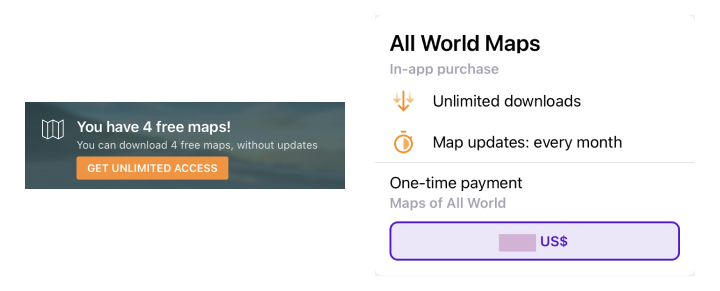 You have 4 free maps!
You can download 4 free maps, without updates
GET UNLIMITED ACCESS
All World Maps
In-app purchase
Unlimited downloads
Map updates: every month
One-time payment
Maps of All World
US$